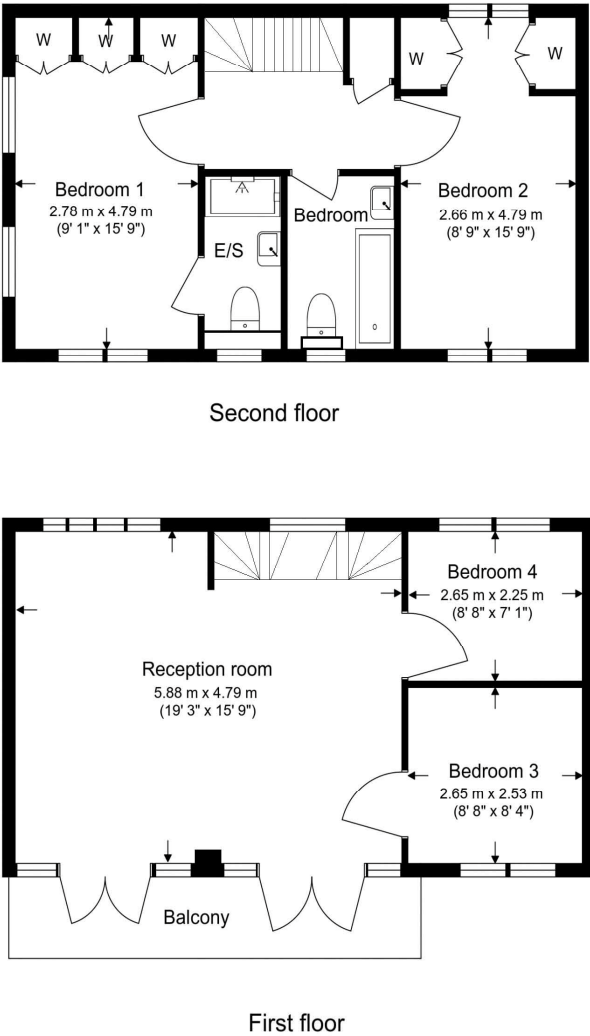 W
W
W
W
W
Bedroom 1
2.78 m x 4.79 m
(9' 1" x 15' 9")
E/S
Bedroom
Bedroom 2
2.66 m x 4.79 m
(8' 9" x 15' 9")
Second floor
Bedroom 4
2.65 m x 2.25 m
(8' 8" x 7' 1")
Reception room
5.88 m x 4.79 m
(19' 3" x 15' 9")
Bedroom 3
2.65 m x 2.53 m
(8' 8" x 8' 4")
Balcony
First floor